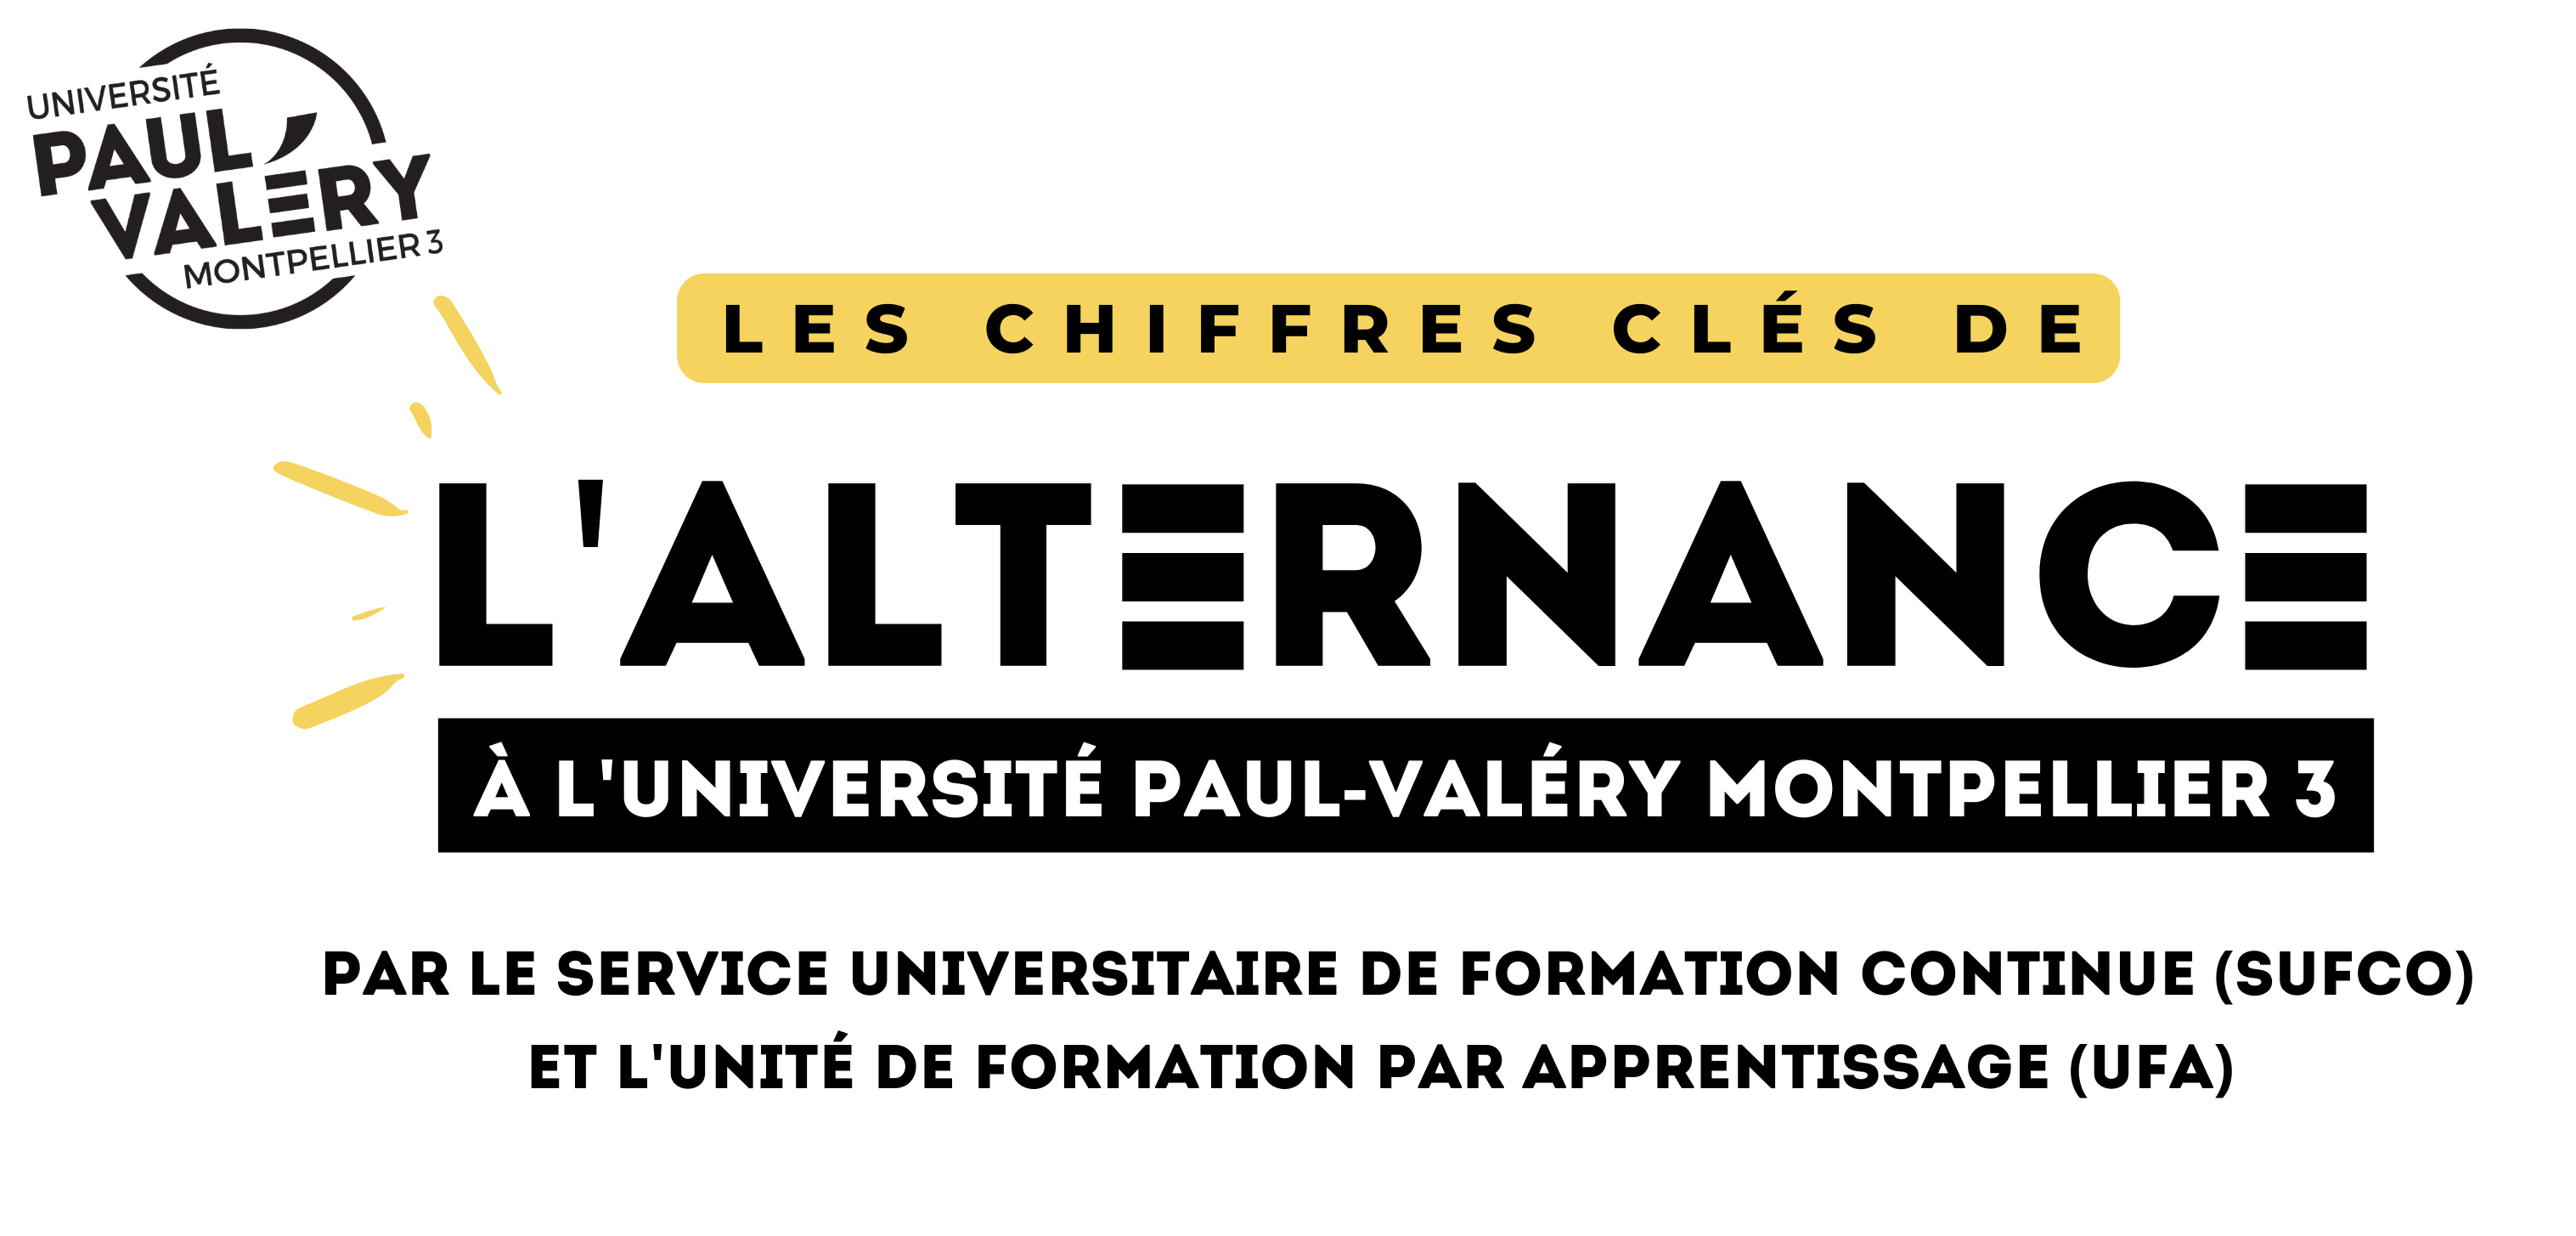 UNIVERSITÉ
PAUL
VALÉRY
MONTPELLIER 3
LES CHIFFRES CLÉS DE
L'ALTERNANCE
À L'UNIVERSITÉ PAUL-VALÉRY MONTPELLIER 3
PAR LE SERVICE UNIVERSITAIRE DE FORMATION CONTINUE (SUFCO)
ET L'UNITÉ DE FORMATION PAR APPRENTISSAGE (UFA)